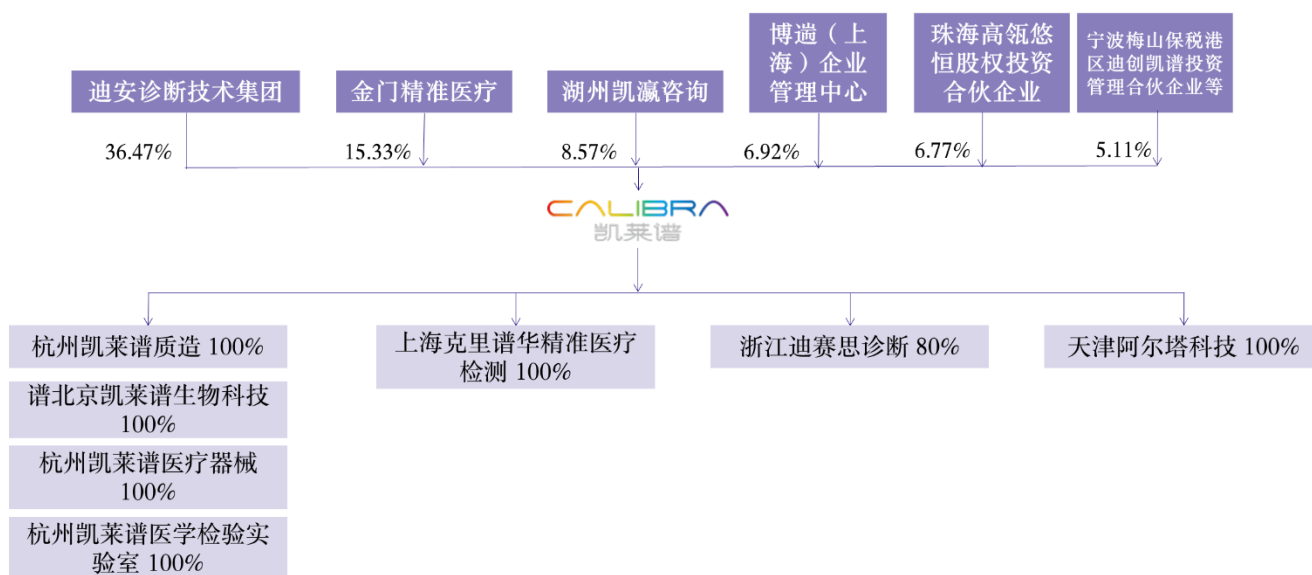 迪安诊断技术集团
金门精准医疗
湖州凯瀛咨询
博遄（上
海）企业
管理中心
珠海高瓴悠
恒股权投资
合伙企业
宁波梅山保税港
区迪创凯谱投资
管理合伙企业等
36.47%
15.33%
8.57%
6.92%
6.77%
5.11%
CALIBRA
凯莱谱
杭州凯莱谱质造 100%
谱北京凯莱谱生物科技
100%
杭州凯莱谱医疗器械
100%
杭州凯莱谱医学检验实
验室 100%
上海克里谱华精准医疗
检测 100%
浙江迪赛思诊断 80%
天津阿尔塔科技 100%